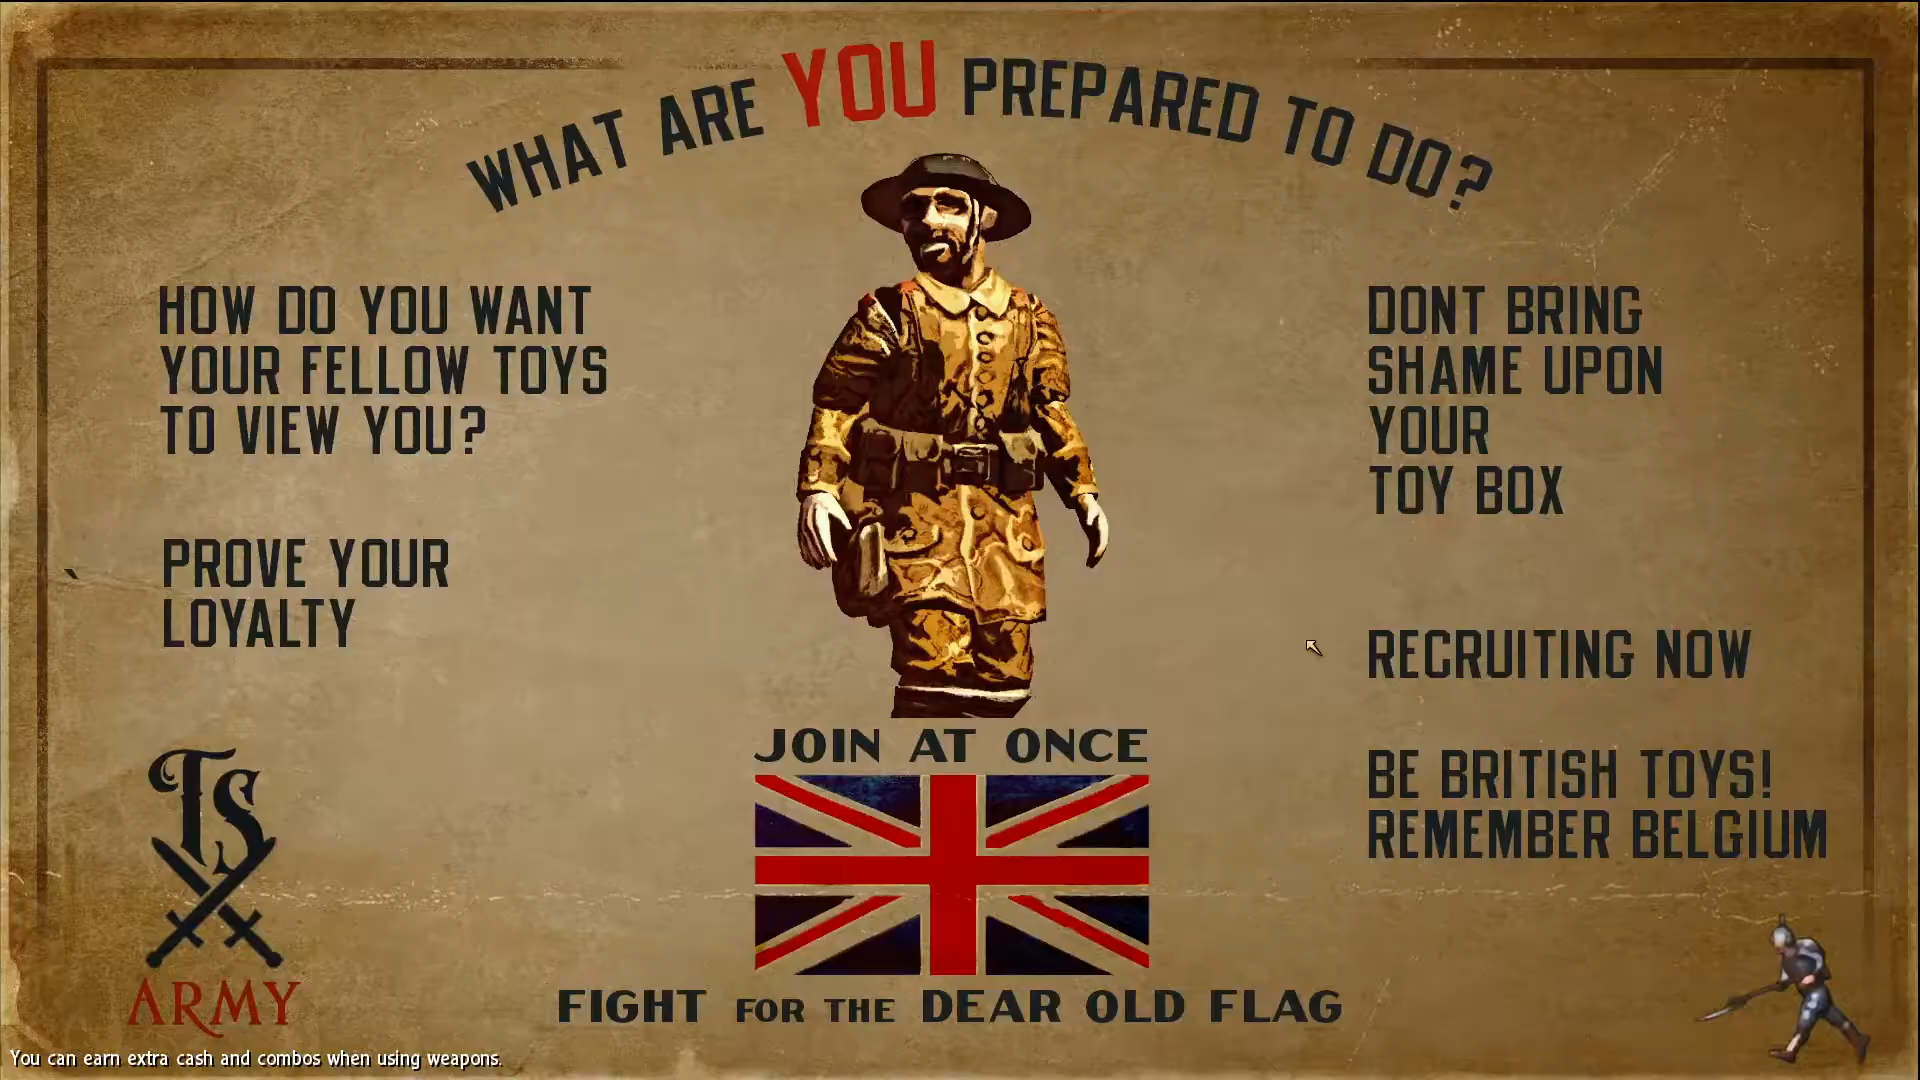 WHAT ARE YOU PREPARED TO DO?
HOW DO YOU WANT
YOUR FELLOW TOYS
TO VIEW YOU?
PROVE YOUR
LOYALTY
DONT BRING
SHAME UPON
YOUR
TOY BOX
RECRUITING NOW
BE BRITISH TOYS!
REMEMBER BELGIUM
JOIN AT ONCE
FIGHT FOR THE DEAR OLD FLAG
TS
ARMY
You can earn extra cash and combos when using weapons.